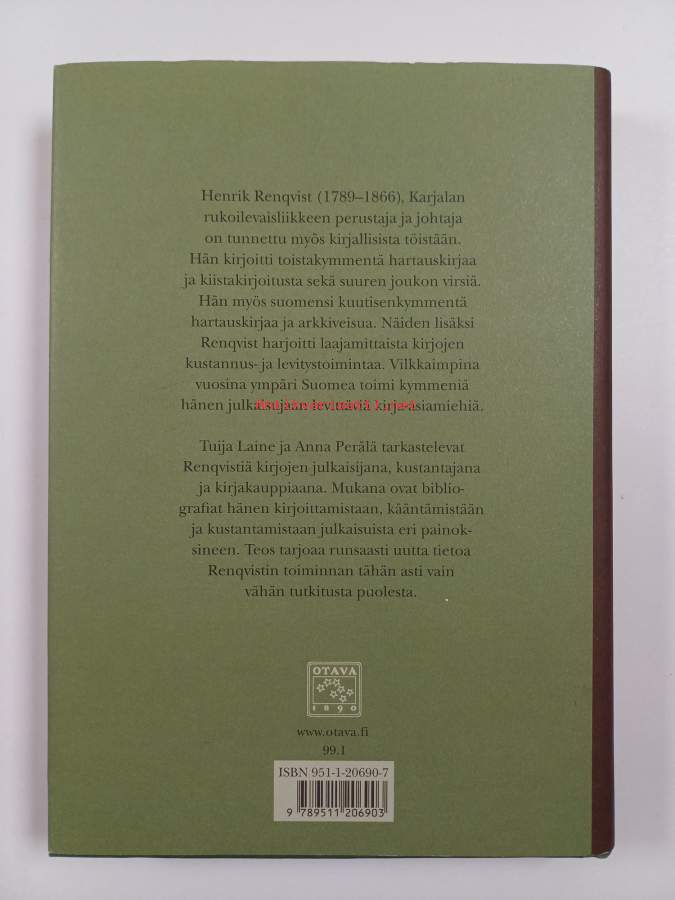 Henrik Renqvist (1789–1866), Karjalan
rukoilevaisliikkeen perustaja ja johtaja
on tunnettu myös kirjallisista töistään.
Hän kirjoitti toistakymmentä hartauskirjaa
ja kiistakirjoitusta sekä suuren joukon virsiä.
Hän myös suomensi kuutisenkymmentä
hartauskirjaa ja arkkiveisua. Näiden lisäksi
Renqvist harjoitti laajamittaista kirjojen
kustannus- ja levitystoimintaa. Vilkkaimpina
vuosina ympäri Suomea toimi kymmeniä
hänen julkaisujaan levittäviä kirja-asiamiehiä.
Tuija Laine ja Anna Perälä tarkastelevat
Renqvistiä kirjojen julkaisijana, kustantajana
ja kirjakauppiaana. Mukana ovat biblio-
grafiat hänen kirjoittamistaan, kääntämistään
ja kustantamistaan julkaisuista eri painok-
sineen. Teos tarjoaa runsaasti uutta tietoa
Renqvistin toiminnan tähän asti vain
vähän tutkitusta puolesta.
OTAVA
1890
www.otava.fi
99.1
ISBN 951-1-20690-7
9 789511 206903